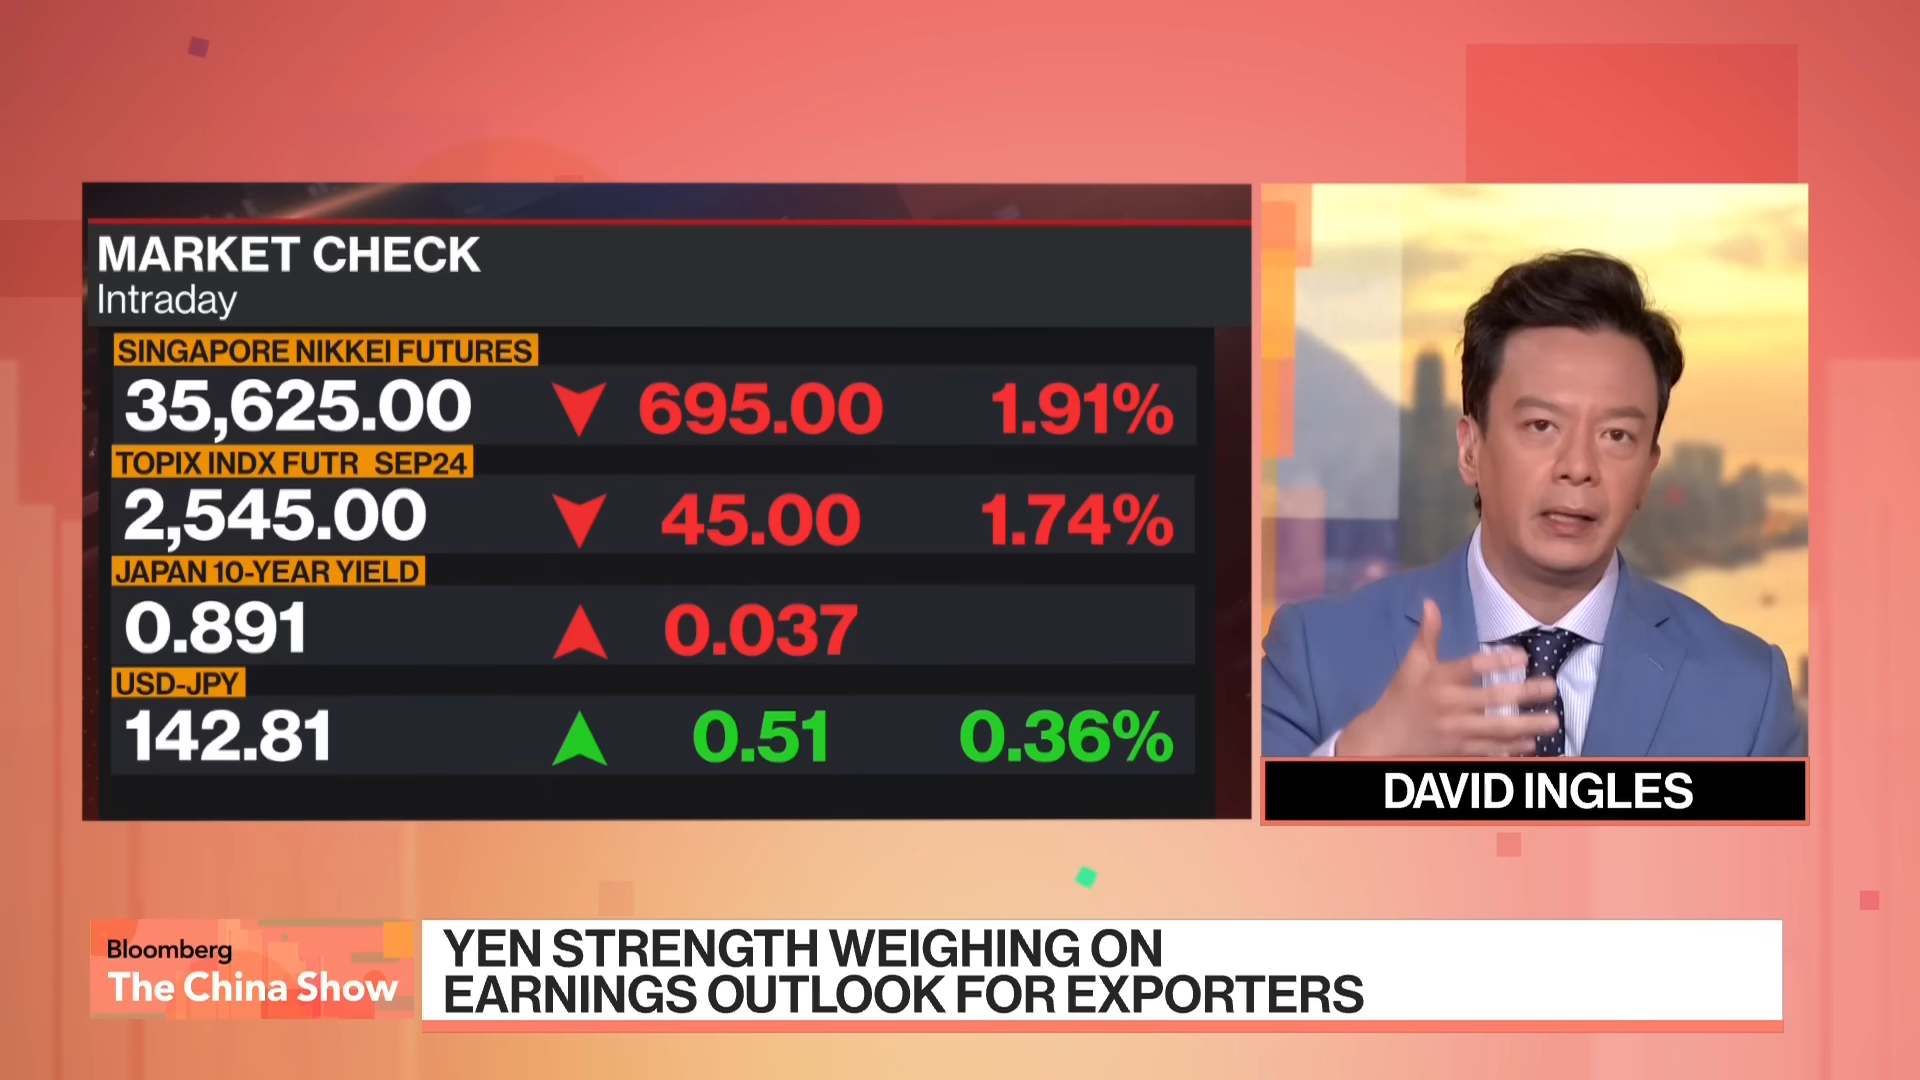 MARKET CHECK
Intraday
SINGAPORE NIKKEI FUTURES
35,625.00 ▼ 695.00 1.91%
TOPIX INDX FUTR SEP24
2,545.00 ▼ 45.00 1.74%
JAPAN 10-YEAR YIELD
0.891 ▲ 0.037
USD-JPY
142.81 ▲ 0.51 0.36%
DAVID INGLES
Bloomberg
The China Show
YEN STRENGTH WEIGHING ON
EARNINGS OUTLOOK FOR EXPORTERS